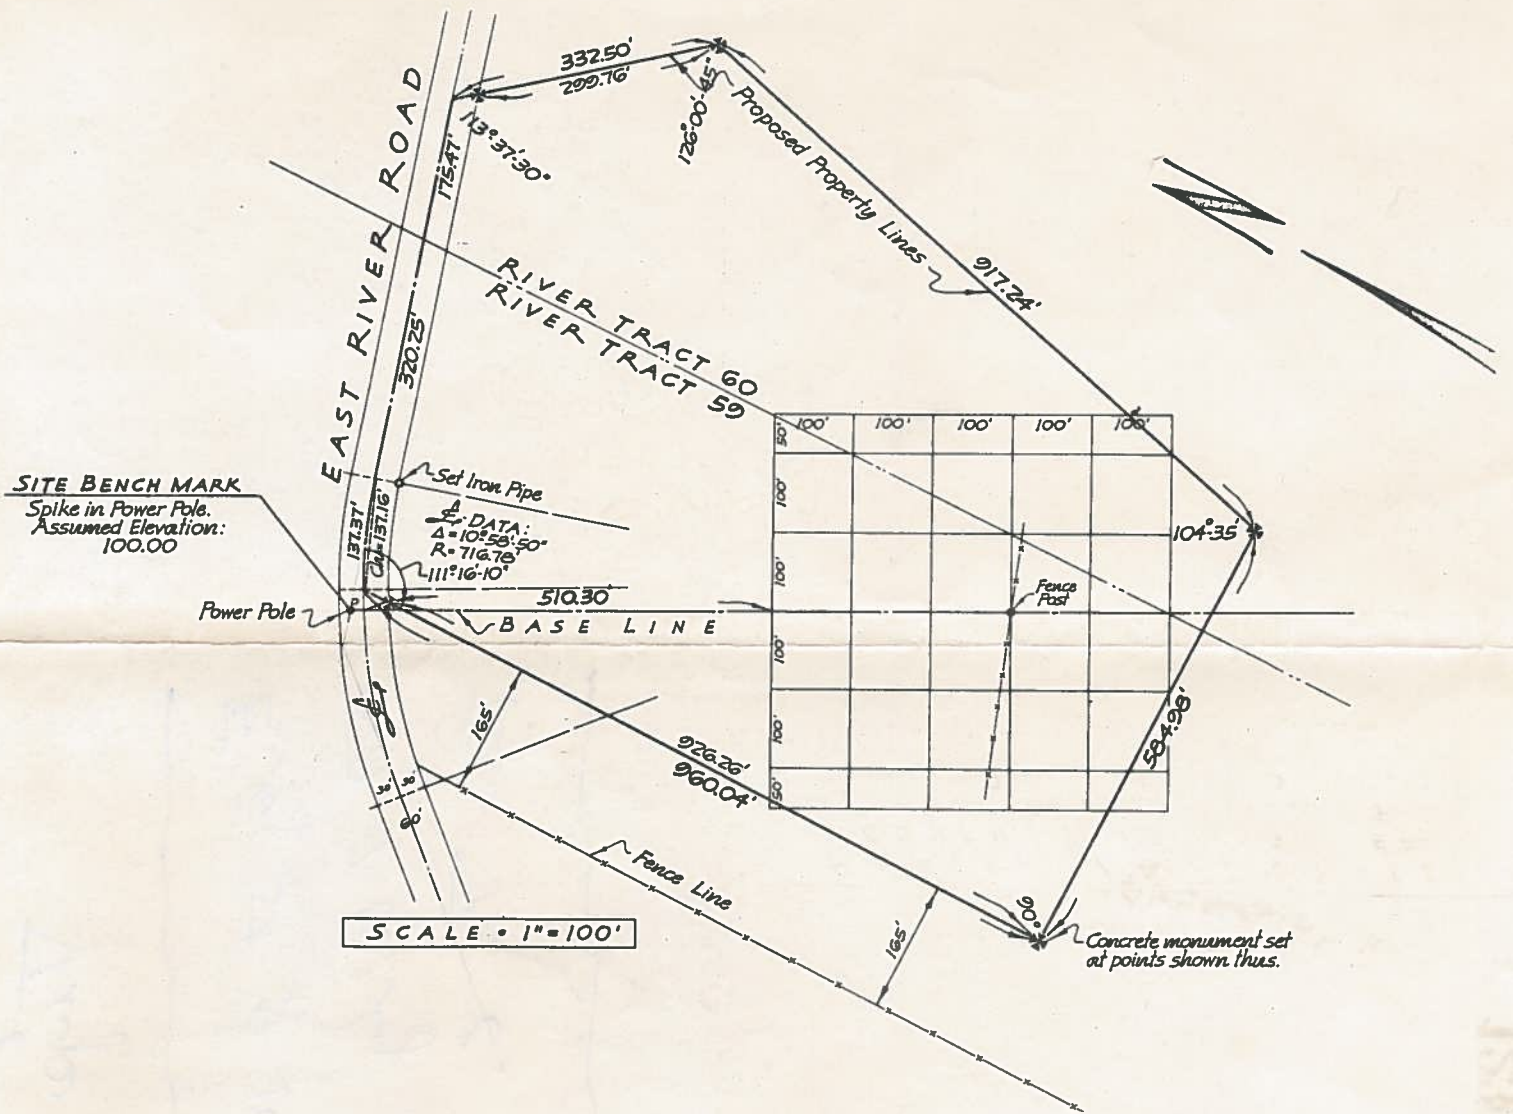 332.50'
299.76'
126°-00'-45"
113°-37'-30"
EAST RIVER ROAD
175.47'
320.25'
Proposed Property Lines
917.24'
RIVER TRACT 60
RIVER TRACT 59
100' 100' 100' 100' 100'
50'
100'
100'
100'
100'
50'
104°-35'
SITE BENCH MARK
Spike in Power Pole.
Assumed Elevation:
100.00
Set Iron Pipe
℄ DATA:
Δ=10°-58'-50"
R=716.78'
111°-16'-10"
137.37'
Ch.=137.16'
510.30'
Power Pole
BASE LINE
Fence
Post
584.98'
165'
926.26'
960.04'
30' 30'
60'
℄
Fence Line
165'
90°
SCALE • 1"=100'
Concrete monument set
at points shown thus.